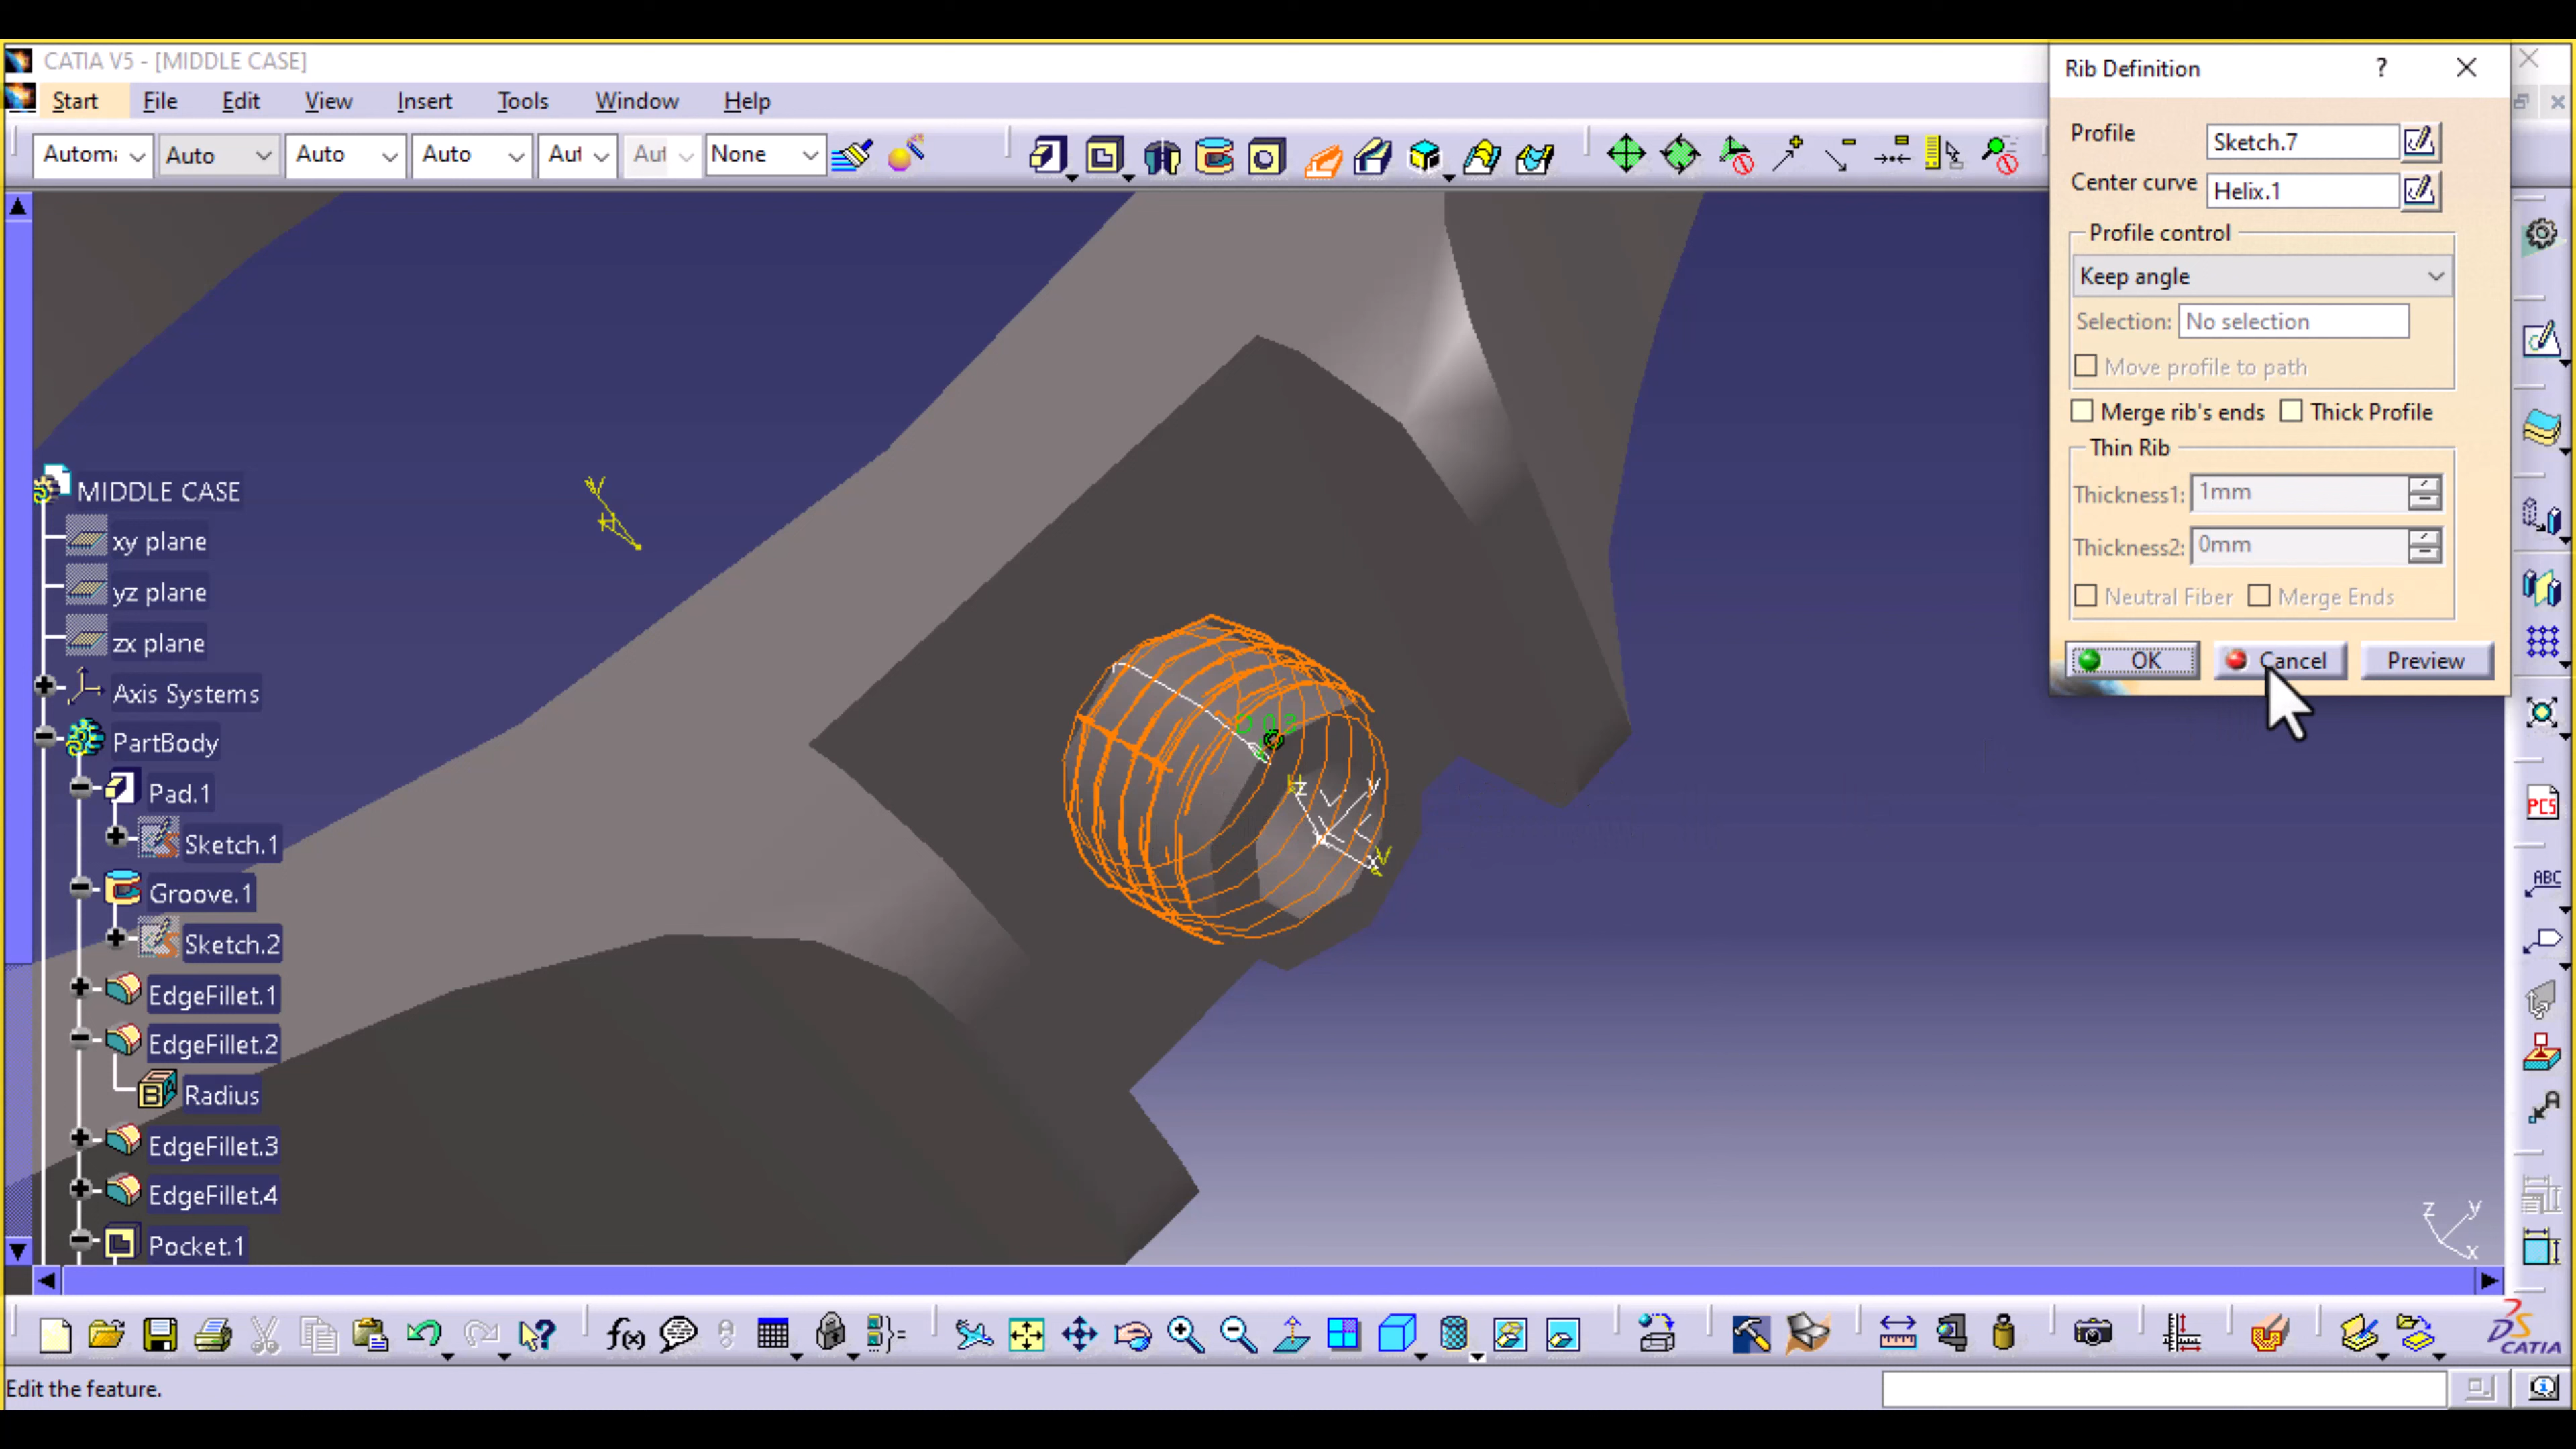 CATIA V5 - [MIDDLE CASE]
Start File Edit View Insert Tools Window Help
Auto Auto Auto None
Rib Definition ?
Profile Sketch.7
Center curve Helix.1
Profile control
Keep angle
Selection: No selection
Move profile to path
Merge rib's ends Thick Profile
Thin Rib
Thickness1: 1mm
Thickness2: 0mm
Neutral Fiber Merge Ends
OK Cancel Preview
MIDDLE CASE
xy plane
yz plane
zx plane
Axis Systems
PartBody
Pad.1
Sketch.1
Groove.1
Sketch.2
EdgeFillet.1
EdgeFillet.2
Radius
EdgeFillet.3
EdgeFillet.4
Pocket.1
V
H
z y
x
V
z y
x
PCS
ABC
A
f(x)
CATIA
Edit the feature.